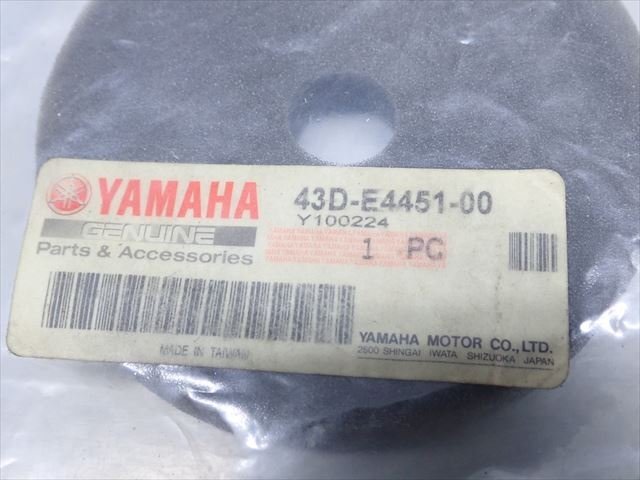 YAMAHA
GENUINE
Parts & Accessories
43D-E4451-00
Y100224
1 PC
MADE IN TAIWAN
YAMAHA MOTOR CO.,LTD.
2500 SHINGAI IWATA SHIZUOKA JAPAN